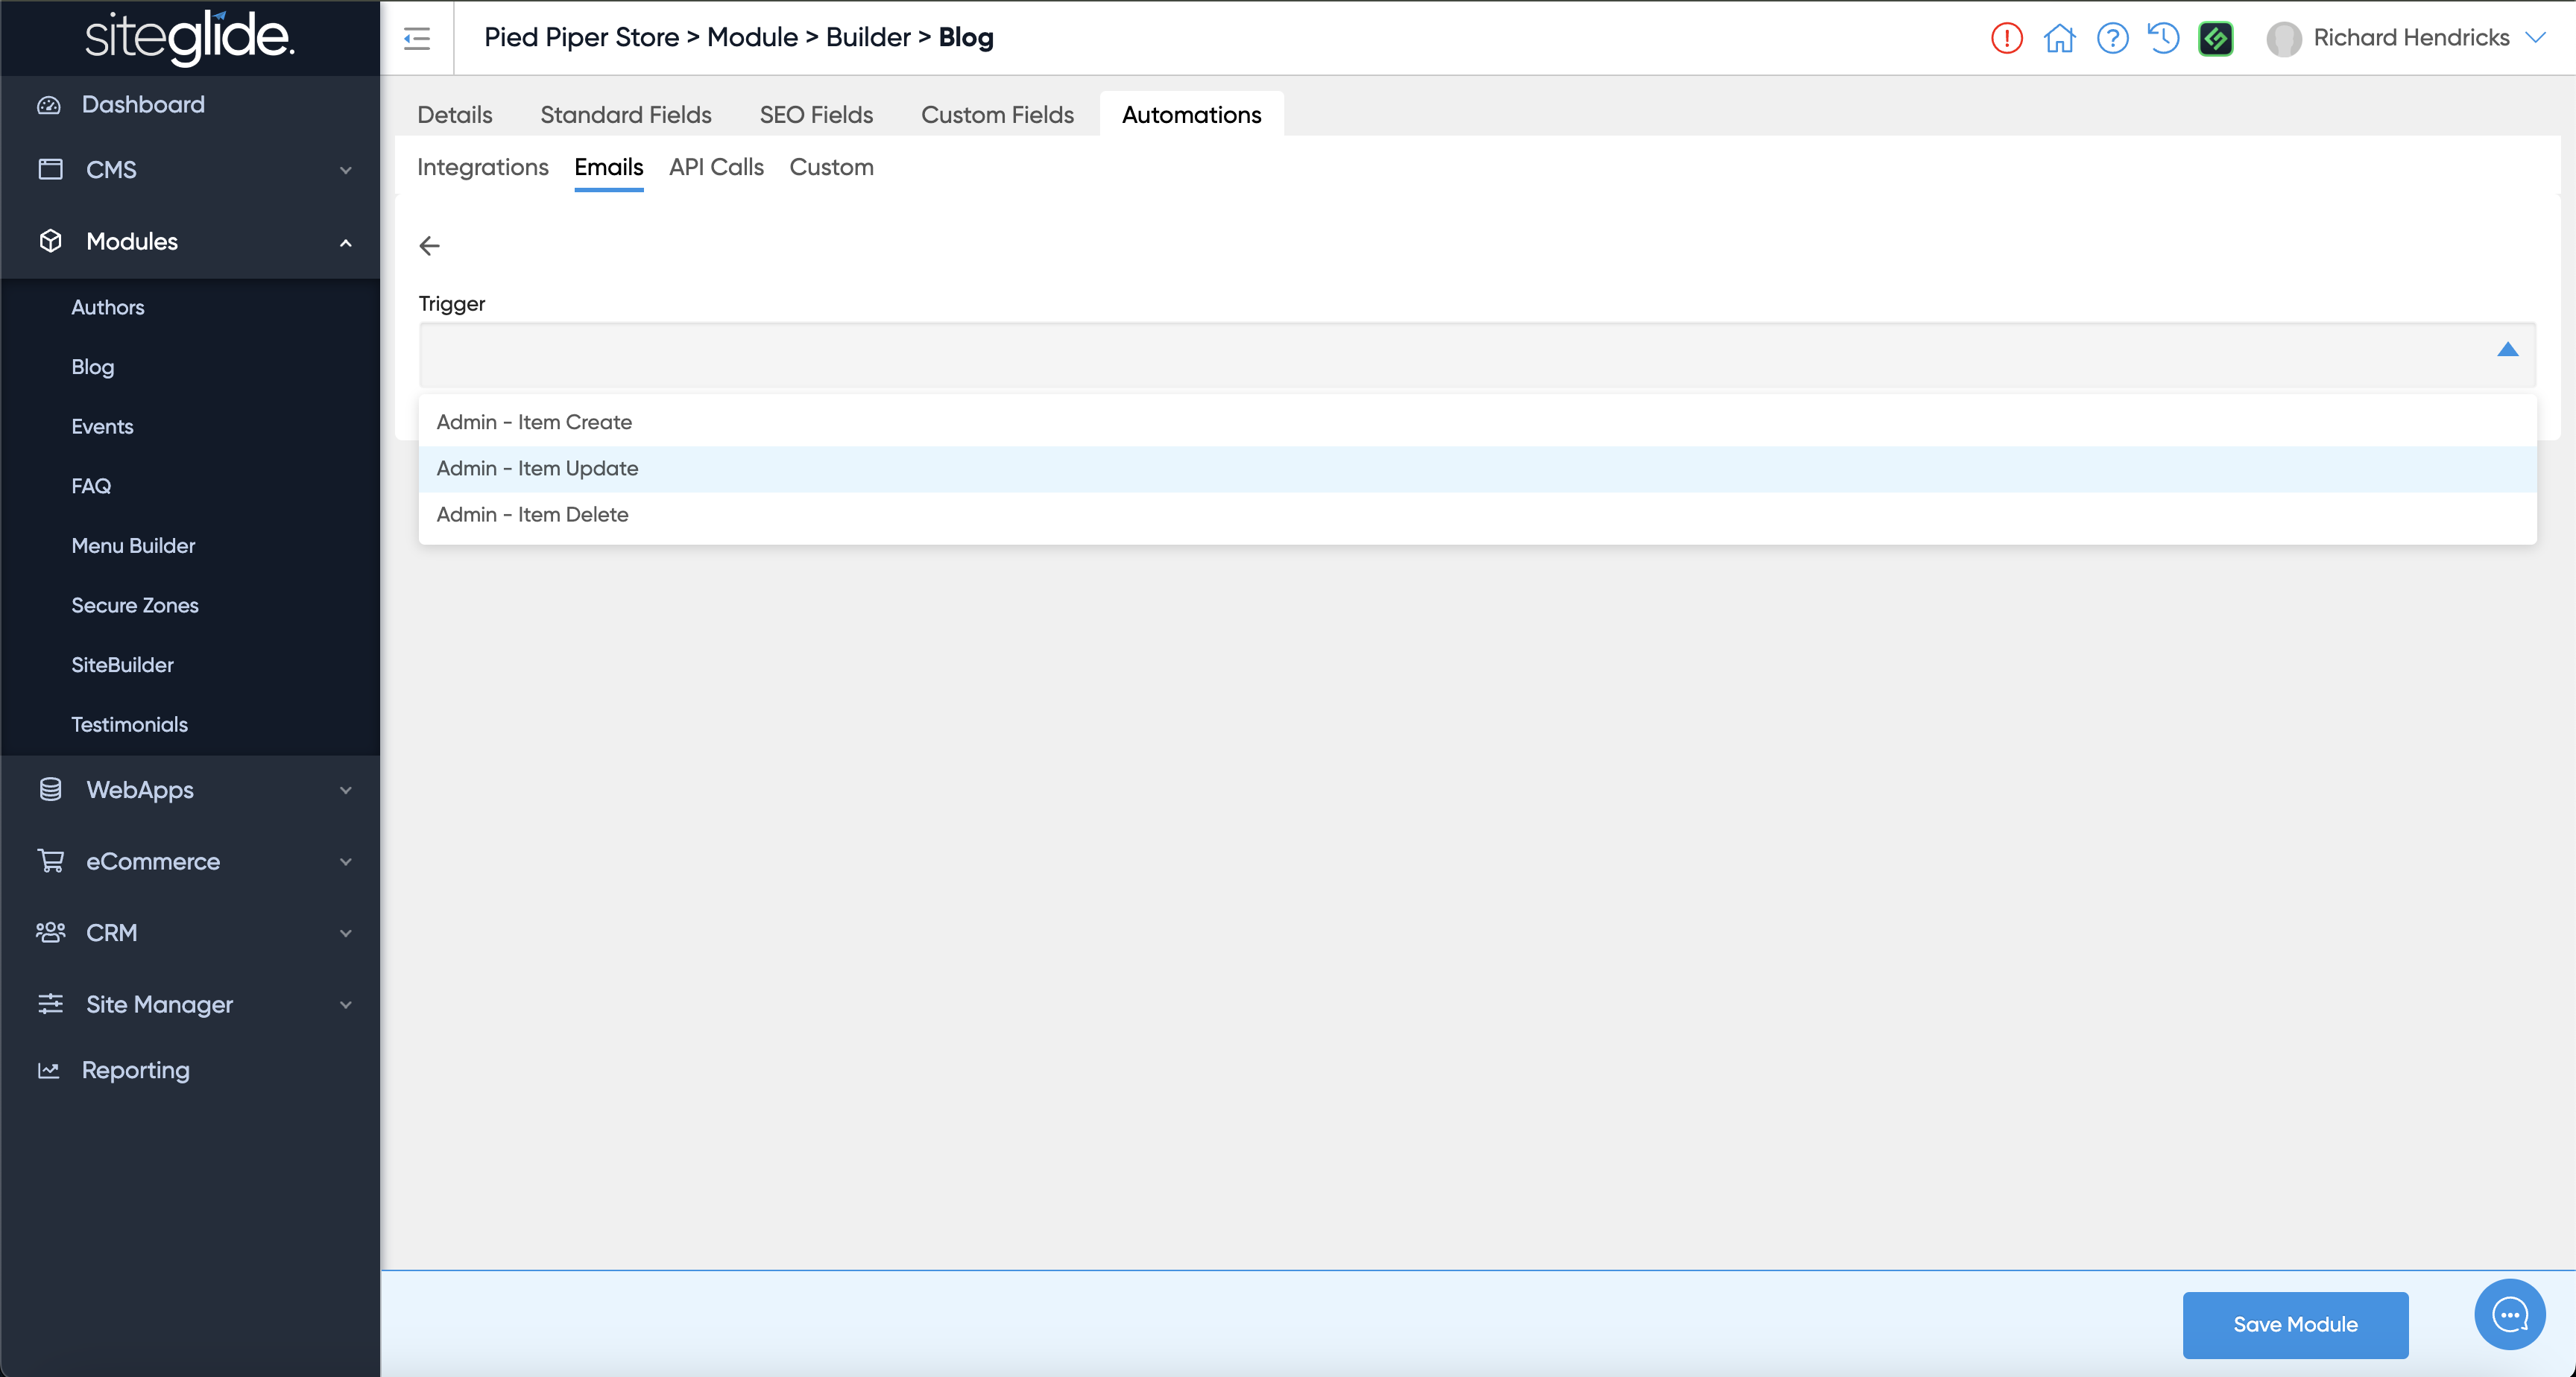 siteglide.
Pied Piper Store > Module > Builder > Blog
Richard Hendricks
Dashboard
CMS
Modules
Authors
Blog
Events
FAQ
Menu Builder
Secure Zones
SiteBuilder
Testimonials
WebApps
eCommerce
CRM
Site Manager
Reporting
Details Standard Fields SEO Fields Custom Fields Automations
Integrations Emails API Calls Custom
Trigger
Admin - Item Create
Admin - Item Update
Admin - Item Delete
Save Module